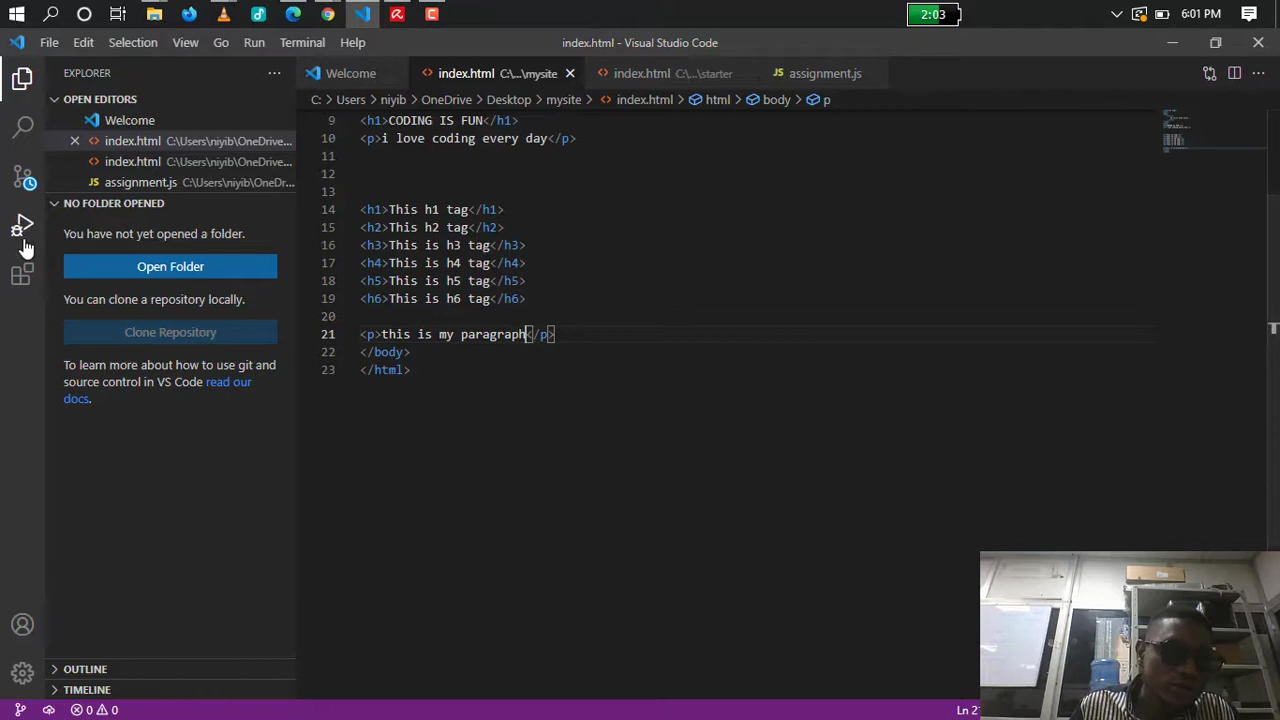 2:03
6:01 PM
File Edit Selection View Go Run Terminal Help
index.html - Visual Studio Code
EXPLORER
Welcome
index.html C:\...\mysite
index.html C:\...\starter
JS assignment.js
OPEN EDITORS
Welcome
index.html C:\Users\niyib\OneDrive...
index.html C:\Users\niyib\OneDrive...
JS assignment.js C:\Users\niyib\OneDr...
NO FOLDER OPENED
You have not yet opened a folder.
Open Folder
You can clone a repository locally.
Clone Repository
To learn more about how to use git and
source control in VS Code read our
docs.
OUTLINE
TIMELINE
C: > Users > niyib > OneDrive > Desktop > mysite > index.html > html > body > p
9 <h1>CODING IS FUN</h1>
10 <p>i love coding every day</p>
11
12
13
14 <h1>This h1 tag</h1>
15 <h2>This h2 tag</h2>
16 <h3>This is h3 tag</h3>
17 <h4>This is h4 tag</h4>
18 <h5>This is h5 tag</h5>
19 <h6>This is h6 tag</h6>
20
21 <p>this is my paragraph</p>
22 </body>
23 </html>
0 0